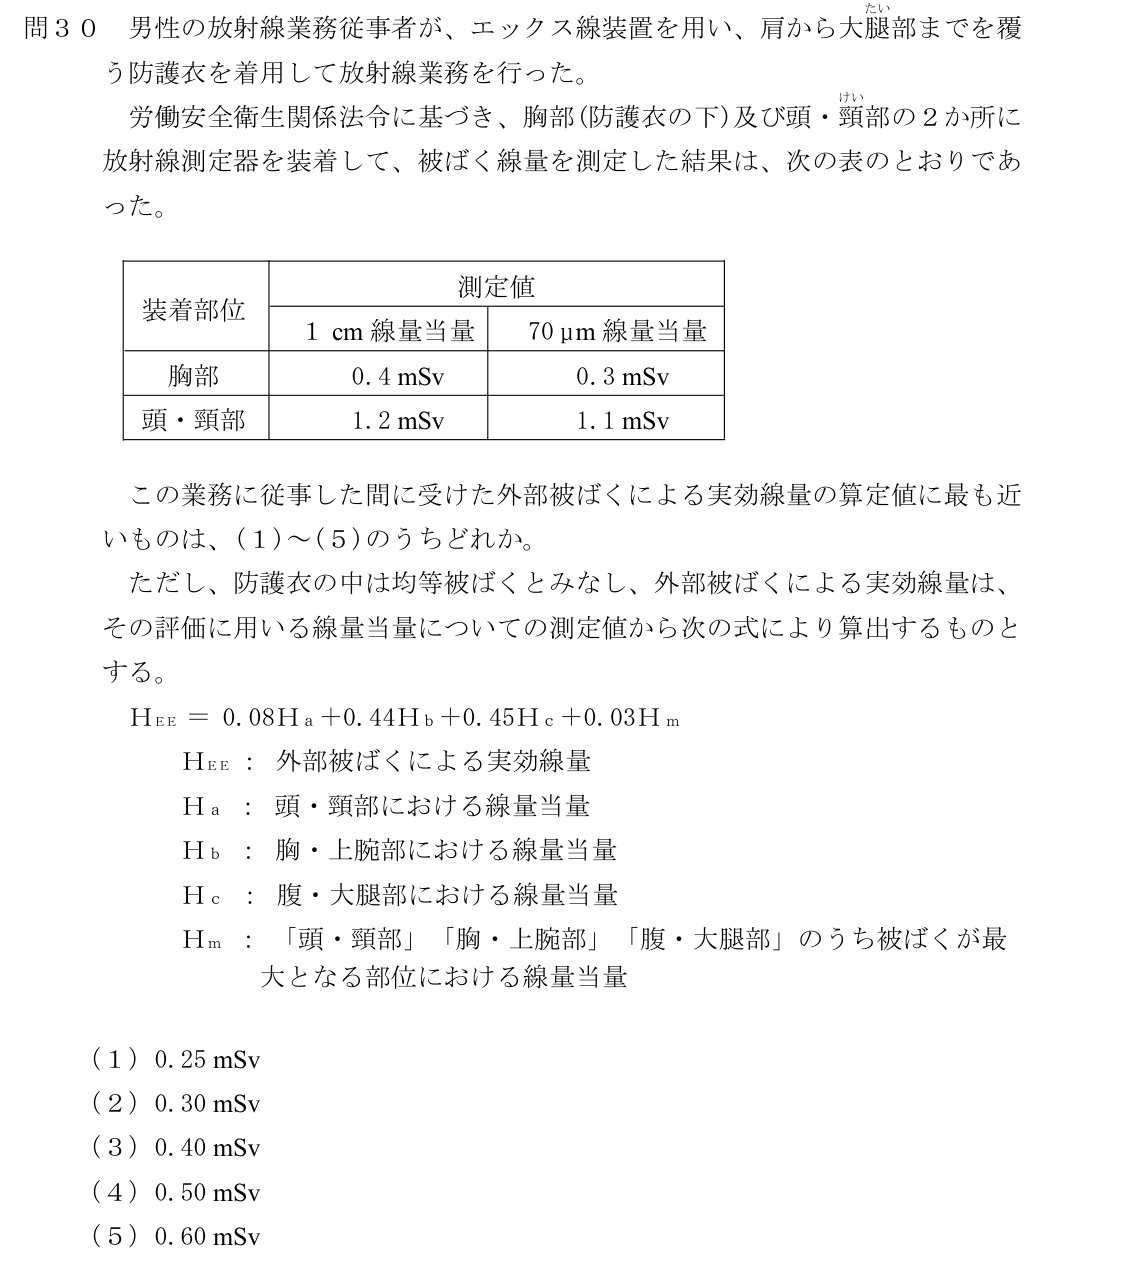 たい
問３０　男性の放射線業務従事者が、エックス線装置を用い、肩から大腿部までを覆
う防護衣を着用して放射線業務を行った。
けい
労働安全衛生関係法令に基づき、胸部(防護衣の下)及び頭・頸部の２か所に
放射線測定器を装着して、被ばく線量を測定した結果は、次の表のとおりであ
った。
装着部位　測定値
１ cm 線量当量　70 µm 線量当量
胸部　0.4 mSv　0.3 mSv
頭・頸部　1.2 mSv　1.1 mSv
この業務に従事した間に受けた外部被ばくによる実効線量の算定値に最も近
いものは、(１)～(５)のうちどれか。
ただし、防護衣の中は均等被ばくとみなし、外部被ばくによる実効線量は、
その評価に用いる線量当量についての測定値から次の式により算出するものと
する。
ＨEE ＝ 0.08Ｈa＋0.44Ｈb＋0.45Ｈc＋0.03Ｈm
ＨEE ： 外部被ばくによる実効線量
Ｈa ： 頭・頸部における線量当量
Ｈb ： 胸・上腕部における線量当量
Ｈc ： 腹・大腿部における線量当量
Ｈm ： 「頭・頸部」「胸・上腕部」「腹・大腿部」のうち被ばくが最
大となる部位における線量当量
(１) 0.25 mSv
(２) 0.30 mSv
(３) 0.40 mSv
(４) 0.50 mSv
(５) 0.60 mSv